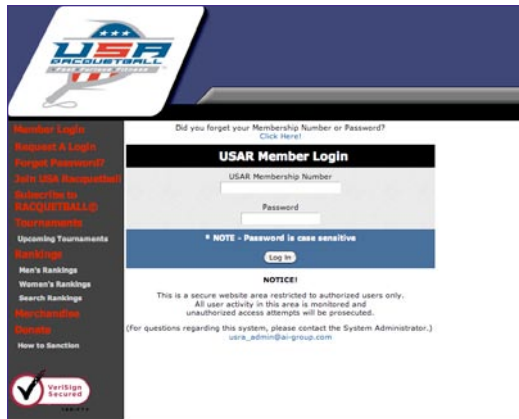 USA
RACQUETBALL
Member Login
Request A Login
Forgot Password?
Join USA Racquetball
Subscribe to
RACQUETBALL©
Tournaments
Upcoming Tournaments
Rankings
Men's Rankings
Women's Rankings
Search Rankings
Merchandise
Donate
How to Sanction
VeriSign
Secured
Did you forget your Membership Number or Password?
Click Here!
USAR Member Login
USAR Membership Number
Password
* NOTE - Password is case sensitive
Log In
NOTICE!
This is a secure website area restricted to authorized users only.
All user activity in this area is monitored and
unauthorized access attempts will be prosecuted.
(For questions regarding this system, please contact the System Administrator.)
usra_admin@ai-group.com